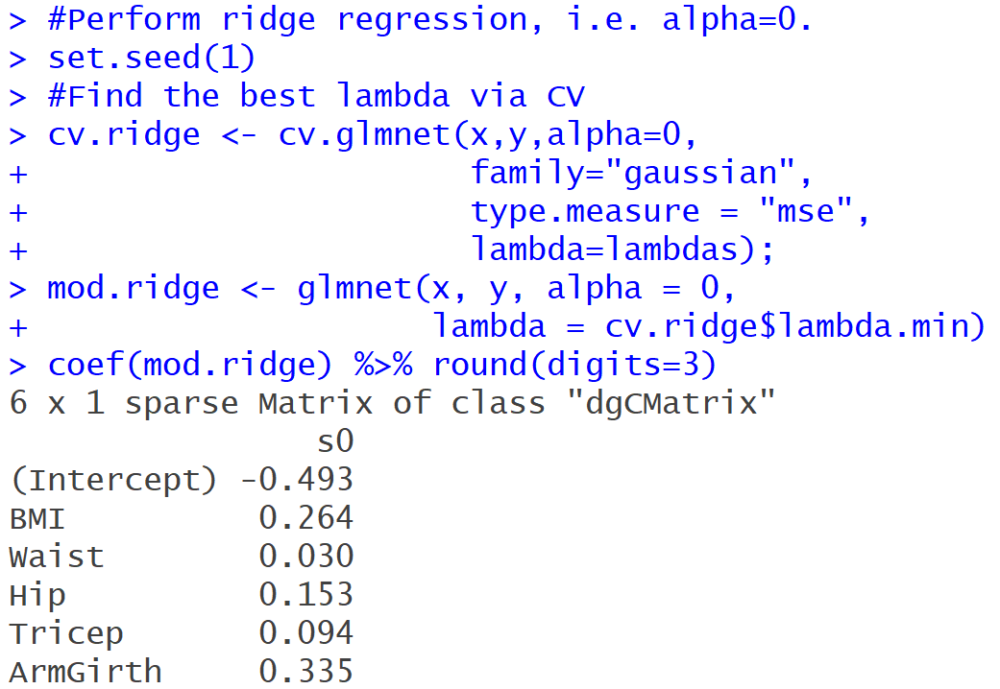 > #Perform ridge regression, i.e. alpha=0.
> set.seed(1)
> #Find the best lambda via CV
> cv.ridge <- cv.glmnet(x,y,alpha=0,
+                       family="gaussian",
+                       type.measure = "mse",
+                       lambda=lambdas);
> mod.ridge <- glmnet(x, y, alpha = 0,
+                     lambda = cv.ridge$lambda.min)
> coef(mod.ridge) %>% round(digits=3)
6 x 1 sparse Matrix of class "dgCMatrix"
                s0
(Intercept) -0.493
BMI          0.264
Waist        0.030
Hip          0.153
Tricep       0.094
ArmGirth     0.335